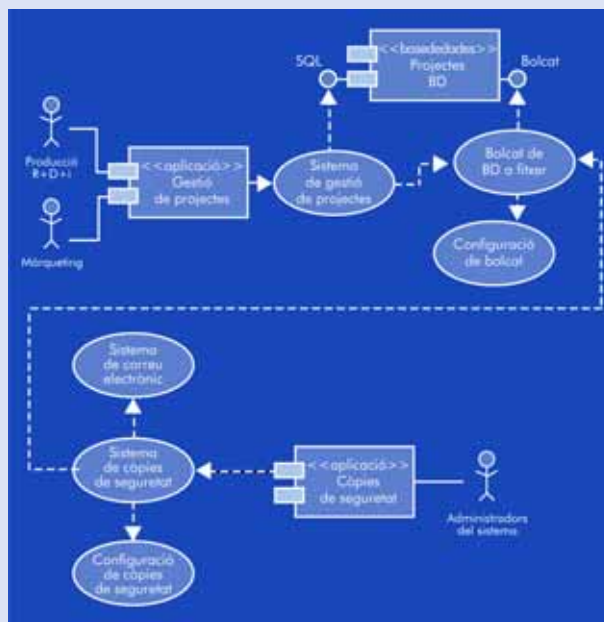 SQL
<<basededades>>
Projectes
BD
Bolcat
Producció
R+D+i
Màrqueting
<<aplicació>>
Gestió
de projectes
Sistema
de gestió
de projectes
Bolcat de
BD a fitxer
Configuració
de bolcat
Sistema
de correu
electrònic
Sistema
de còpies
de seguretat
<<aplicació>>
Còpies
de seguretat
Administradors
del sistema
Configuració
de còpies
de seguretat